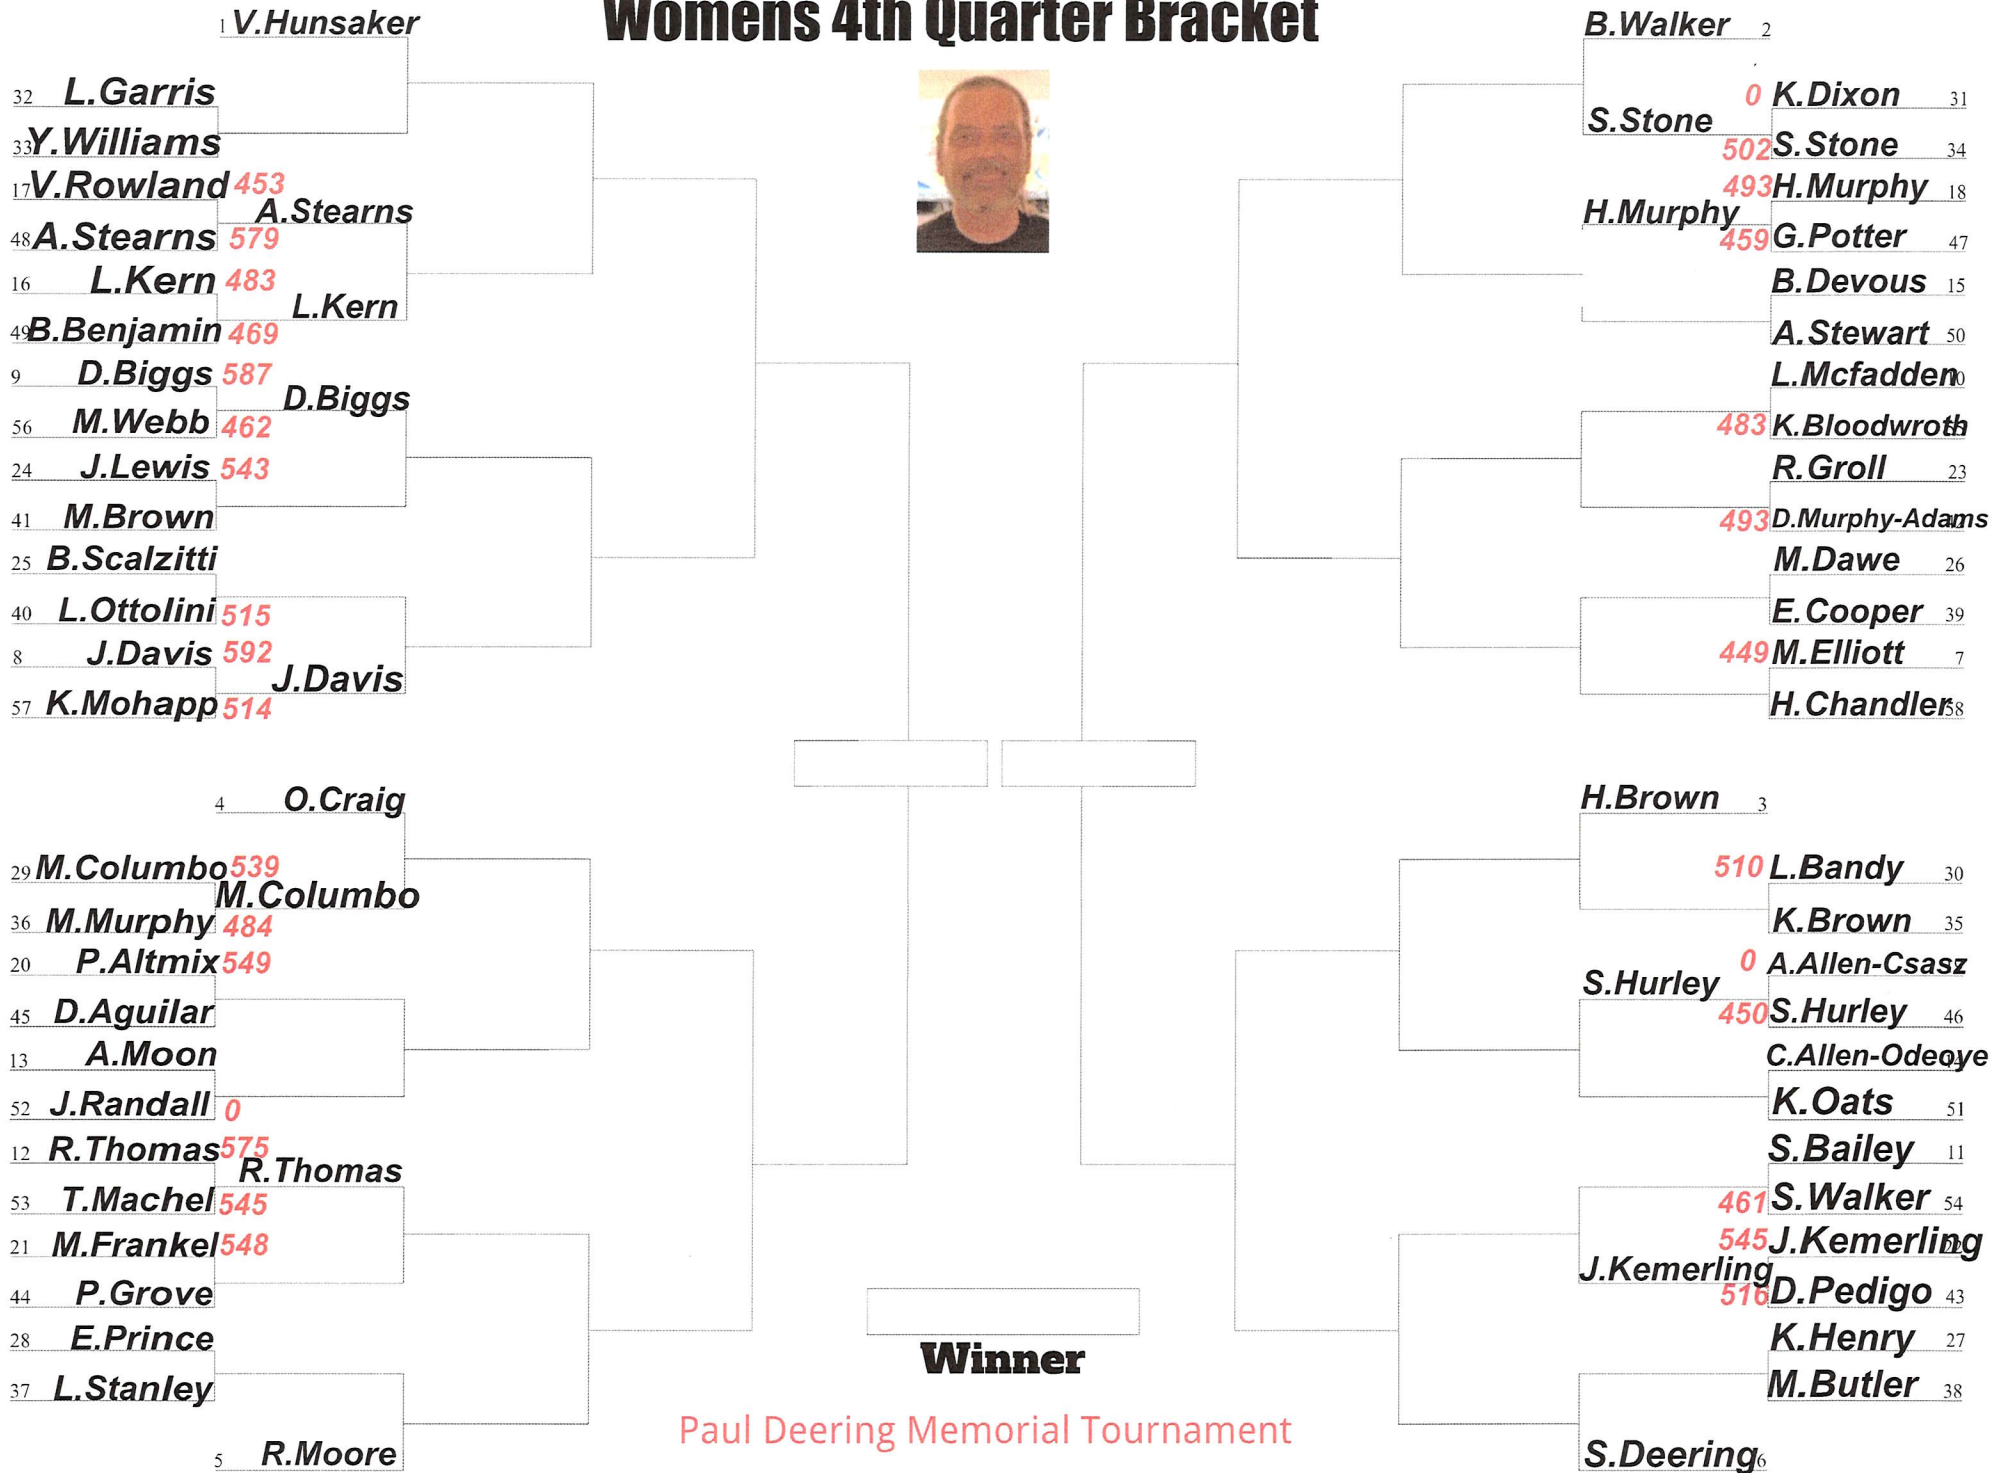 Womens 4th Quarter Bracket
1 V.Hunsaker
32 L.Garris
33 Y.Williams
17 V.Rowland 453
A.Stearns
48 A.Stearns 579
16 L.Kern 483
L.Kern
49 B.Benjamin 469
9 D.Biggs 587
D.Biggs
56 M.Webb 462
24 J.Lewis 543
41 M.Brown
25 B.Scalzitti
40 L.Ottolini 515
8 J.Davis 592
J.Davis
57 K.Mohapp 514
4 O.Craig
29 M.Columbo 539
M.Columbo
36 M.Murphy 484
20 P.Altmix 549
45 D.Aguilar
13 A.Moon
52 J.Randall 0
12 R.Thomas 575
R.Thomas
53 T.Machel 545
21 M.Frankel 548
44 P.Grove
28 E.Prince
37 L.Stanley
5 R.Moore
B.Walker 2
0 K.Dixon 31
S.Stone
502 S.Stone 34
493 H.Murphy 18
H.Murphy
459 G.Potter 47
B.Devous 15
A.Stewart 50
L.Mcfadden
483 K.Bloodwroth
R.Groll 23
493 D.Murphy-Adams
M.Dawe 26
E.Cooper 39
449 M.Elliott 7
H.Chandler 58
H.Brown 3
510 L.Bandy 30
K.Brown 35
0 A.Allen-Csasz
S.Hurley
450 S.Hurley 46
C.Allen-Odeoye
K.Oats 51
S.Bailey 11
461 S.Walker 54
545 J.Kemerling
J.Kemerling
516 D.Pedigo 43
K.Henry 27
M.Butler 38
S.Deering 6
Winner
Paul Deering Memorial Tournament